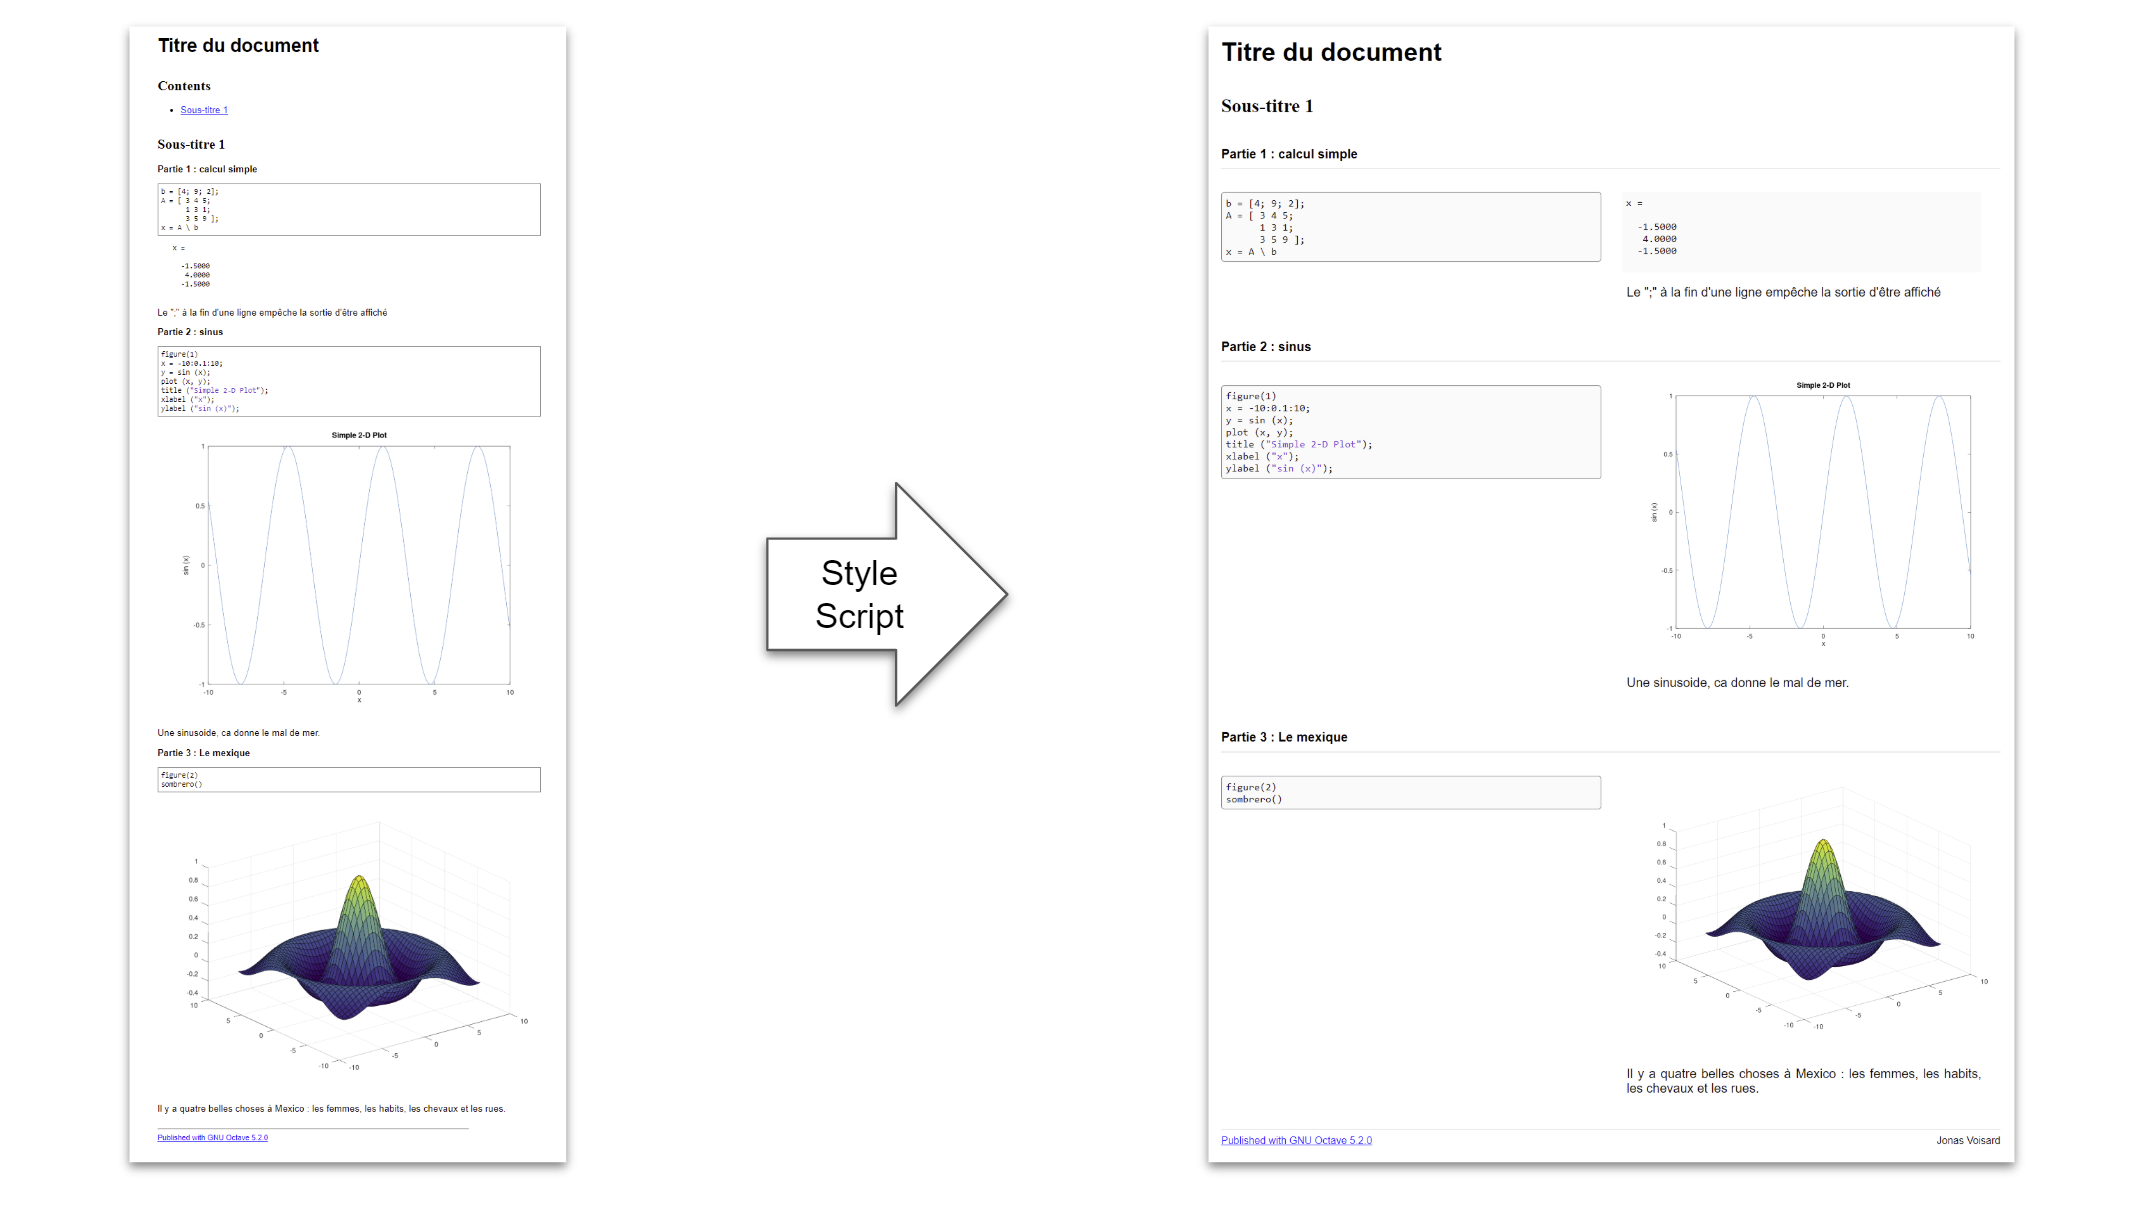 Titre du document
Contents
• Sous-titre 1
Sous-titre 1
Partie 1 : calcul simple
b = [4; 9; 2];
A = [ 3 4 5;
1 3 1;
3 5 9 ];
x = A \ b
x =
-1.5000
4.0000
-1.5000
Le ";" à la fin d'une ligne empêche la sortie d'être affiché
Partie 2 : sinus
figure(1)
x = -10:0.1:10;
y = sin (x);
plot (x, y);
title ("Simple 2-D Plot");
xlabel ("x");
ylabel ("sin (x)");
Simple 2-D Plot
1
0.5
0
-0.5
-1
sin (x)
-10 -5 0 5 10
x
Une sinusoide, ca donne le mal de mer.
Partie 3 : Le mexique
figure(2)
sombrero()
1
0.8
0.6
0.4
0.2
0
-0.2
-0.4
10
5
0
-5
-10
-10
-5
0
5
10
Il y a quatre belles choses à Mexico : les femmes, les habits, les chevaux et les rues.
Published with GNU Octave 5.2.0
Style
Script
Titre du document
Sous-titre 1
Partie 1 : calcul simple
b = [4; 9; 2];
A = [ 3 4 5;
1 3 1;
3 5 9 ];
x = A \ b
x =
-1.5000
4.0000
-1.5000
Le ";" à la fin d'une ligne empêche la sortie d'être affiché
Partie 2 : sinus
figure(1)
x = -10:0.1:10;
y = sin (x);
plot (x, y);
title ("Simple 2-D Plot");
xlabel ("x");
ylabel ("sin (x)");
Simple 2-D Plot
1
0.5
0
-0.5
-1
sin (x)
-10 -5 0 5 10
x
Une sinusoide, ca donne le mal de mer.
Partie 3 : Le mexique
figure(2)
sombrero()
1
0.8
0.6
0.4
0.2
0
-0.2
-0.4
10
5
0
-5
-10
-10
-5
0
5
10
Il y a quatre belles choses à Mexico : les femmes, les habits,
les chevaux et les rues.
Published with GNU Octave 5.2.0
Jonas Voisard